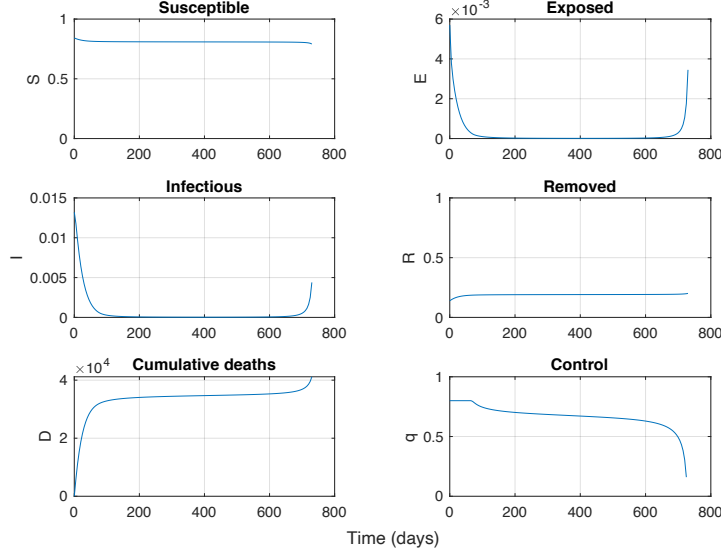 Susceptible
S
1
0.5
0
0 200 400 600 800
Exposed
×10⁻³
E
6
4
2
0
0 200 400 600 800
Infectious
I
0.015
0.01
0.005
0
0 200 400 600 800
Removed
R
1
0.5
0
0 200 400 600 800
Cumulative deaths
×10⁴
D
4
2
0
0 200 400 600 800
Control
q
1
0.5
0
0 200 400 600 800
Time (days)